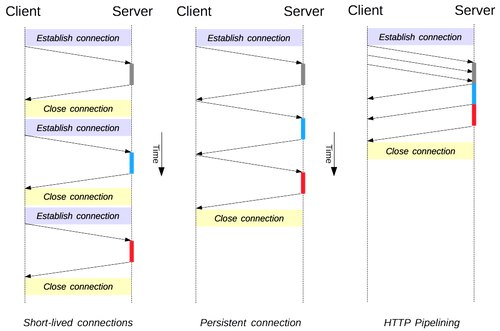 Client Server
Establish connection
Close connection
Establish connection
Close connection
Establish connection
Close connection
Time
Short-lived connections
Client Server
Establish connection
Close connection
Time
Persistent connection
Client Server
Establish connection
Close connection
HTTP Pipelining